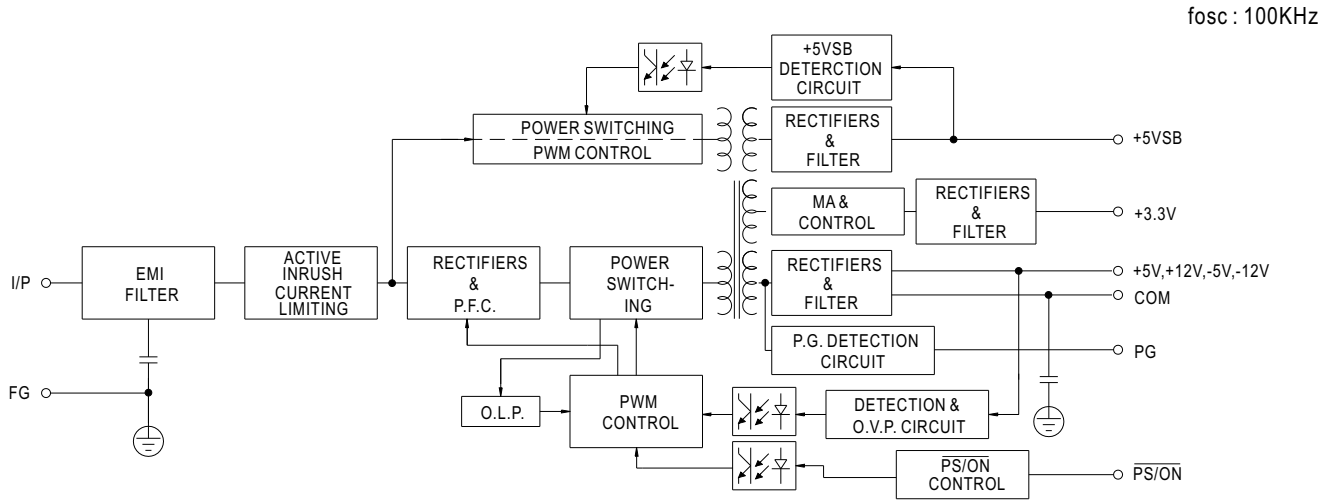 fosc : 100KHz
+5VSB
DETERCTION
CIRCUIT
POWER SWITCHING
PWM CONTROL
RECTIFIERS
&
FILTER
+5VSB
MA &
CONTROL
RECTIFIERS
&
FILTER
+3.3V
I/P
EMI
FILTER
ACTIVE
INRUSH
CURRENT
LIMITING
RECTIFIERS
&
P.F.C.
POWER
SWITCH-
ING
RECTIFIERS
&
FILTER
+5V,+12V,-5V,-12V
COM
P.G. DETECTION
CIRCUIT
PG
FG
O.L.P.
PWM
CONTROL
DETECTION &
O.V.P. CIRCUIT
PS/ON
CONTROL
PS/ON